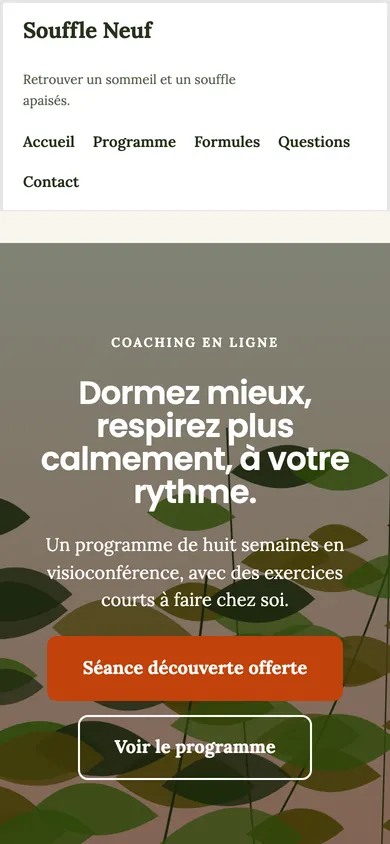 Souffle Neuf
Retrouver un sommeil et un souffle
apaisés.
Accueil Programme Formules Questions
Contact
COACHING EN LIGNE
Dormez mieux,
respirez plus
calmement, à votre
rythme.
Un programme de huit semaines en
visioconférence, avec des exercices
courts à faire chez soi.
Séance découverte offerte
Voir le programme